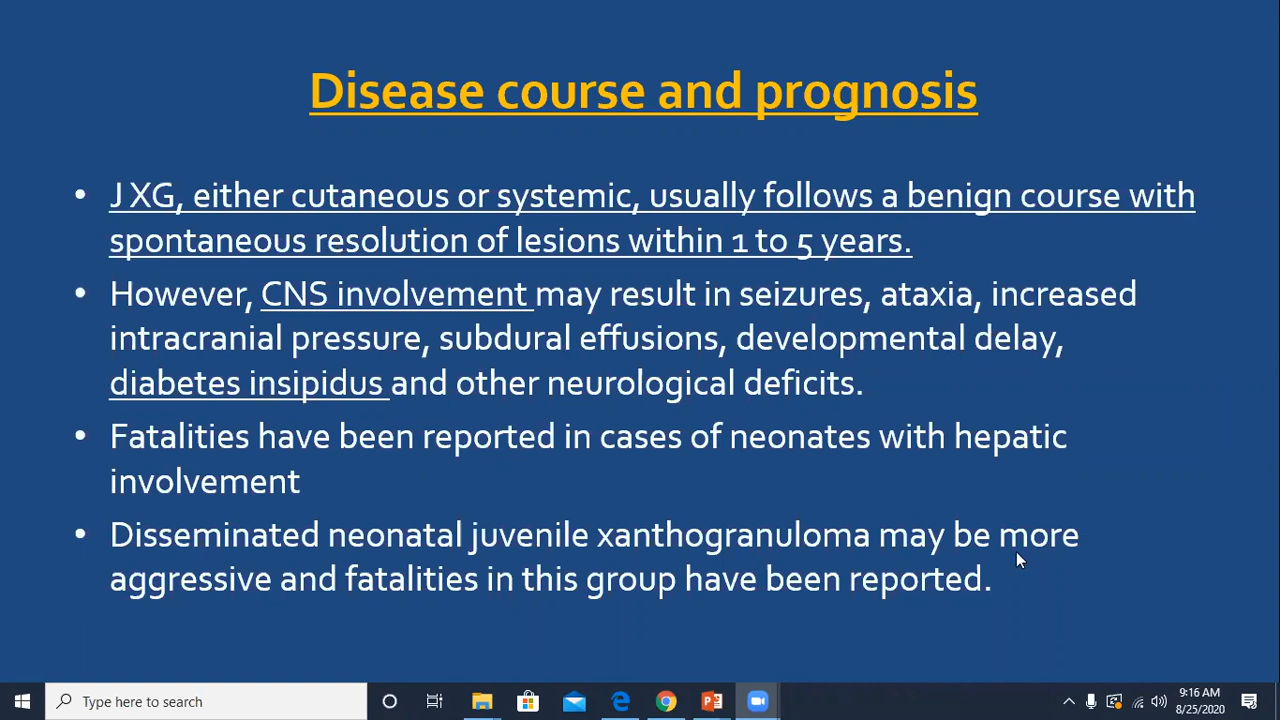 Disease course and prognosis
• J XG, either cutaneous or systemic, usually follows a benign course with
spontaneous resolution of lesions within 1 to 5 years.
• However, CNS involvement may result in seizures, ataxia, increased
intracranial pressure, subdural effusions, developmental delay,
diabetes insipidus and other neurological deficits.
• Fatalities have been reported in cases of neonates with hepatic
involvement
• Disseminated neonatal juvenile xanthogranuloma may be more
aggressive and fatalities in this group have been reported.
Type here to search
9:16 AM
8/25/2020